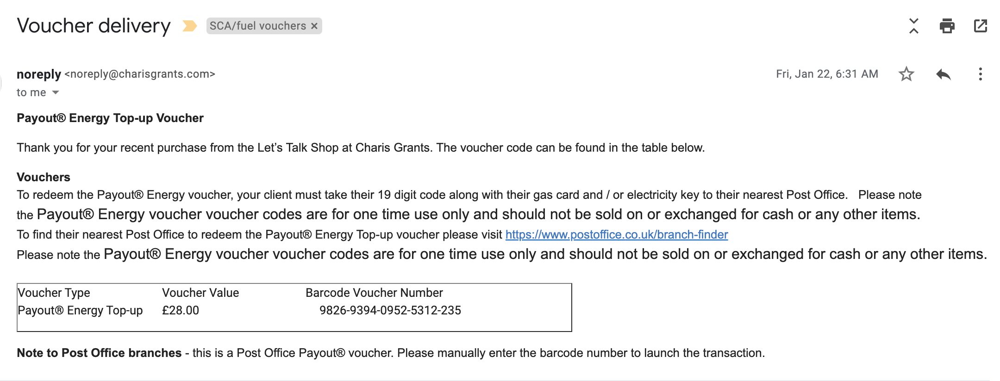 Voucher delivery
SCA/fuel vouchers ×
noreply <noreply@charisgrants.com>
Fri, Jan 22, 6:31 AM
to me
Payout® Energy Top-up Voucher
Thank you for your recent purchase from the Let’s Talk Shop at Charis Grants. The voucher code can be found in the table below.
Vouchers
To redeem the Payout® Energy voucher, your client must take their 19 digit code along with their gas card and / or electricity key to their nearest Post Office.   Please note
the Payout® Energy voucher voucher codes are for one time use only and should not be sold on or exchanged for cash or any other items.
To find their nearest Post Office to redeem the Payout® Energy Top-up voucher please visit https://www.postoffice.co.uk/branch-finder
Please note the Payout® Energy voucher voucher codes are for one time use only and should not be sold on or exchanged for cash or any other items.
Voucher Type Voucher Value Barcode Voucher Number
Payout® Energy Top-up £28.00 9826-9394-0952-5312-235
Note to Post Office branches - this is a Post Office Payout® voucher. Please manually enter the barcode number to launch the transaction.